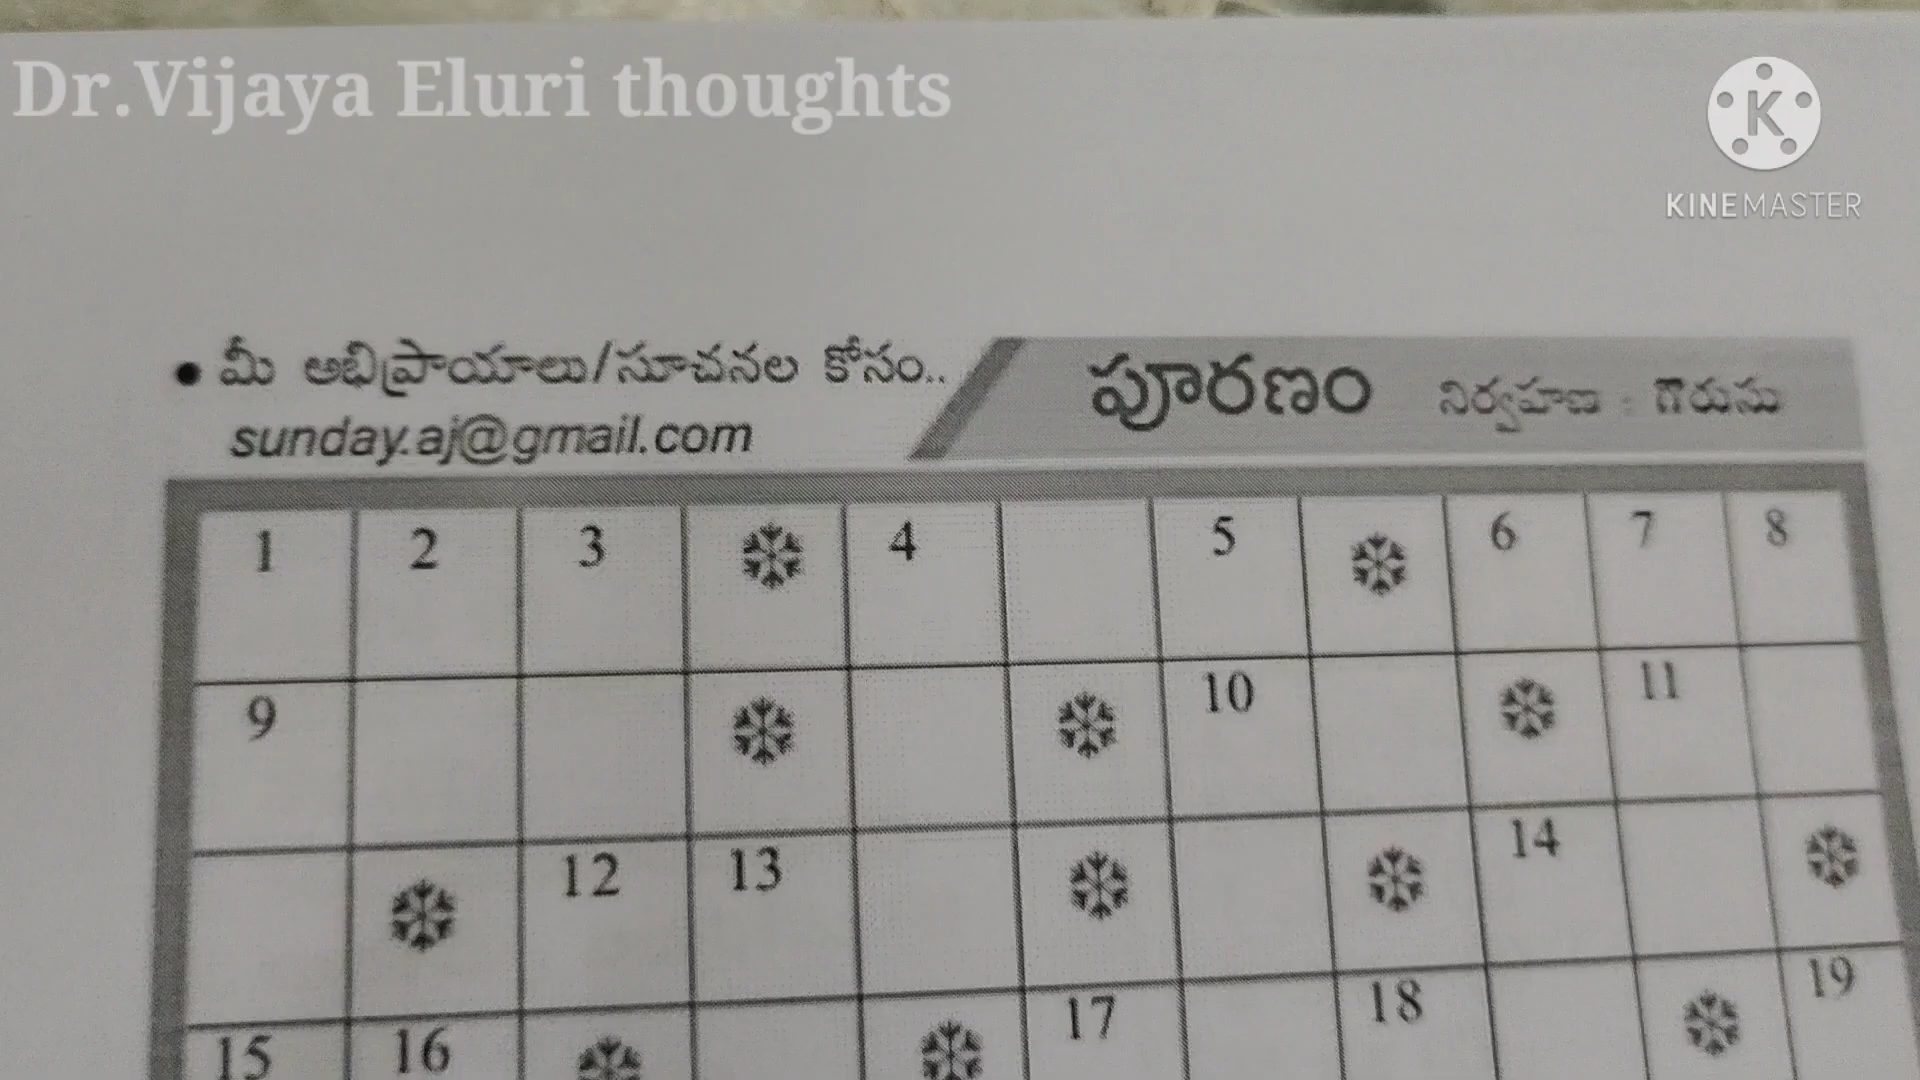 Dr.Vijaya Eluri thoughts
K
KINEMASTER
• మీ అభిప్రాయాలు/సూచనల కోసం..
sunday.aj@gmail.com
పూరణం నిర్వహణ : గౌరుసు
1 2 3 4 5 6 7 8
9 10 11
12 13 14
15 16 17 18 19